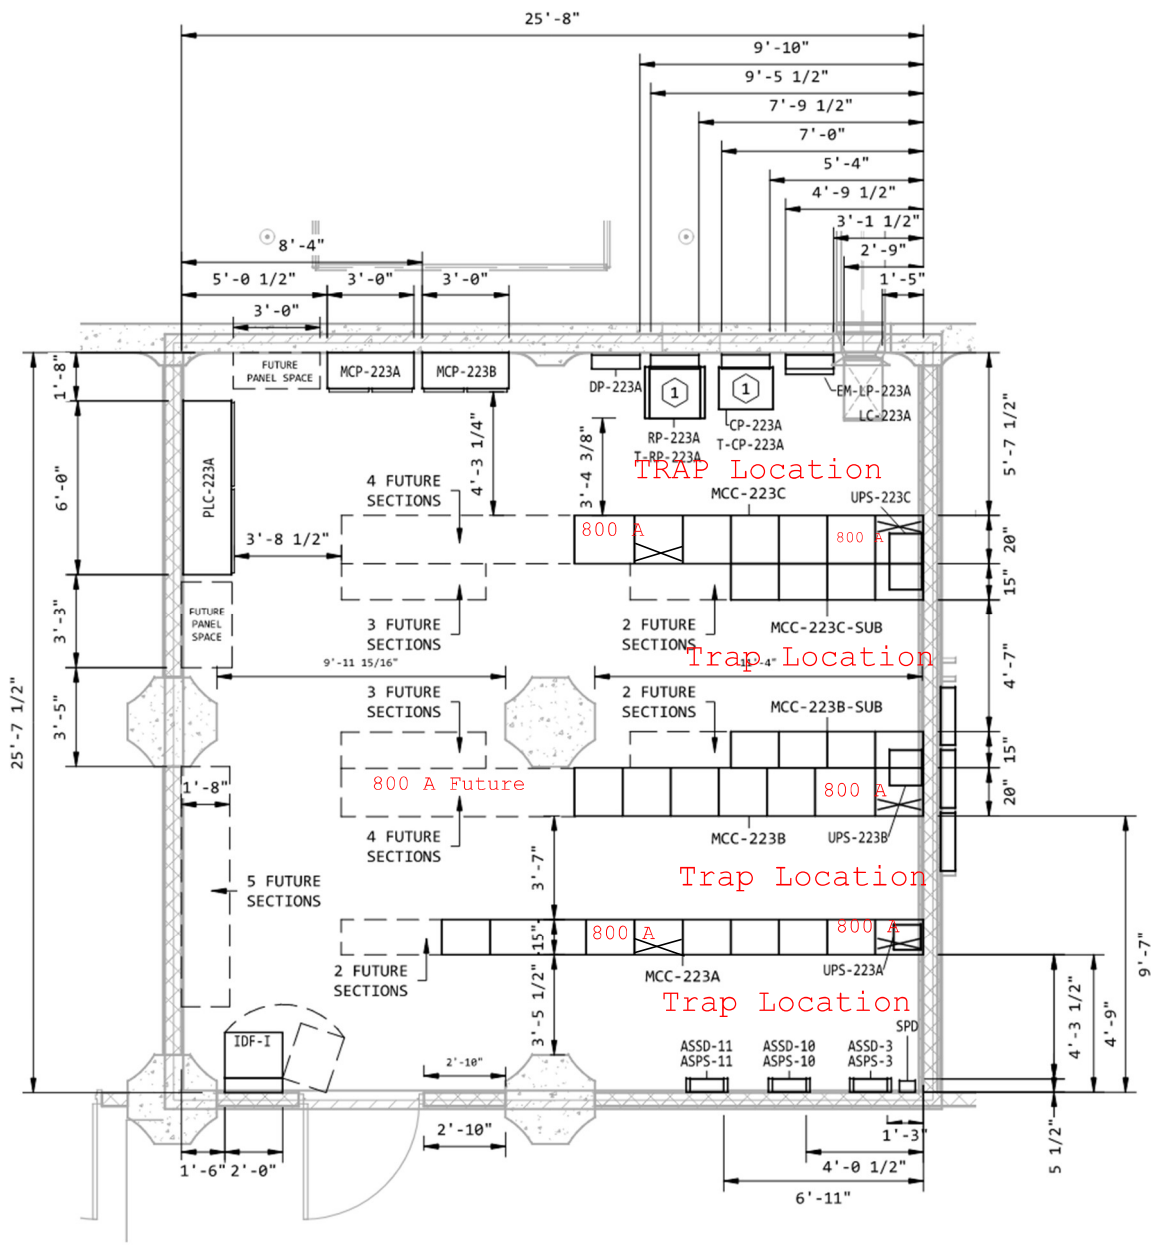 25'-8"
9'-10"
9'-5 1/2"
7'-9 1/2"
7'-0"
5'-4"
4'-9 1/2"
3'-1 1/2"
2'-9"
1'-5"
8'-4"
5'-0 1/2"
3'-0"
3'-0"
3'-0"
FUTURE
PANEL SPACE
MCP-223A
MCP-223B
DP-223A
1
1
EM-LP-223A
LC-223A
CP-223A
T-CP-223A
RP-223A
T-RP-223A
TRAP Location
1'-8"
6'-0"
PLC-223A
4'-3 1/4"
3'-4 3/8"
5'-7 1/2"
4 FUTURE
SECTIONS
MCC-223C
UPS-223C
800 A
800 A
20"
3'-8 1/2"
15"
FUTURE
PANEL
SPACE
3'-3"
3 FUTURE
SECTIONS
2 FUTURE
SECTIONS
MCC-223C-SUB
Trap Location
9'-11 15/16"
11'-4"
4'-7"
3'-5"
25'-7 1/2"
3 FUTURE
SECTIONS
2 FUTURE
SECTIONS
MCC-223B-SUB
15"
1'-8"
800 A Future
800 A
20"
4 FUTURE
SECTIONS
MCC-223B
UPS-223B
3'-7"
Trap Location
5 FUTURE
SECTIONS
800 A
800 A
15"
9'-7"
2 FUTURE
SECTIONS
MCC-223A
UPS-223A
3'-5 1/2"
Trap Location
4'-3 1/2"
4'-9"
SPD
IDF-I
ASSD-11
ASPS-11
ASSD-10
ASPS-10
ASSD-3
ASPS-3
2'-10"
2'-10"
1'-3"
5 1/2"
1'-6"
2'-0"
4'-0 1/2"
6'-11"